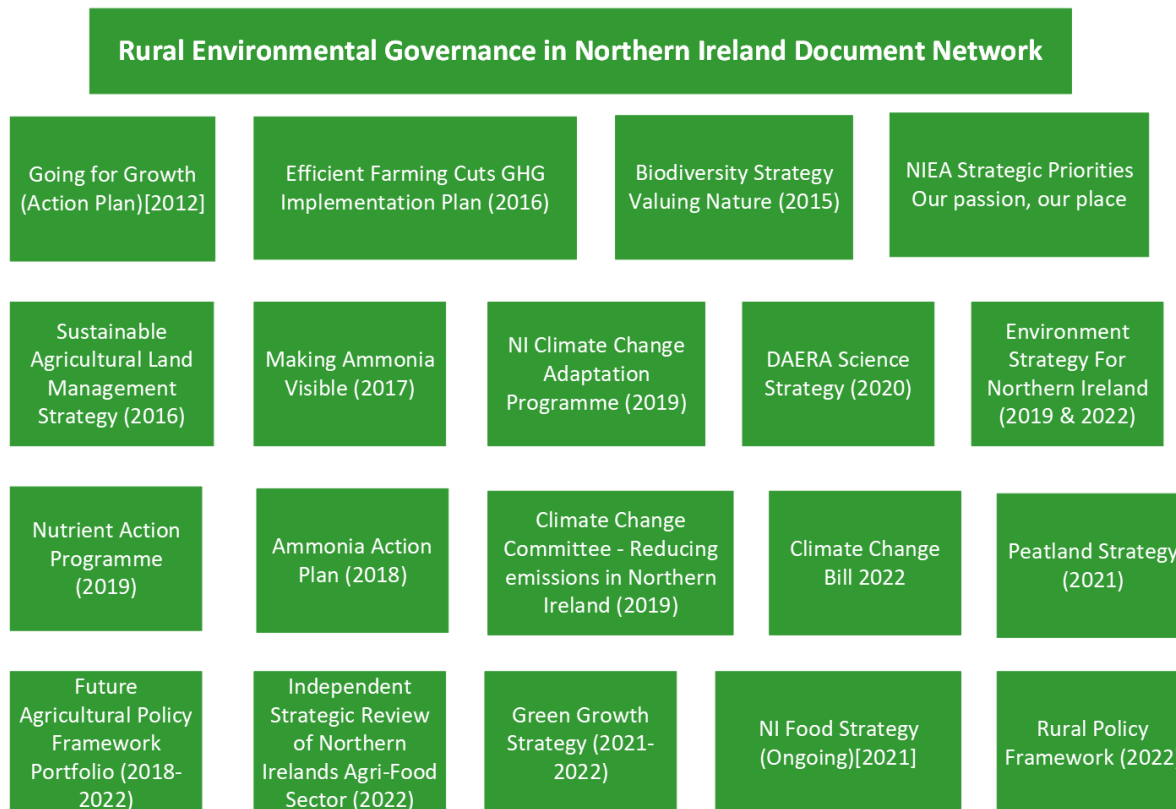 Rural Environmental Governance in Northern Ireland Document Network
Going for Growth
(Action Plan)[2012]
Efficient Farming Cuts GHG
Implementation Plan (2016)
Biodiversity Strategy
Valuing Nature (2015)
NIEA Strategic Priorities
Our passion, our place
Sustainable
Agricultural Land
Management
Strategy (2016)
Making Ammonia
Visible (2017)
NI Climate Change
Adaptation
Programme (2019)
DAERA Science
Strategy (2020)
Environment
Strategy For
Northern Ireland
(2019 & 2022)
Nutrient Action
Programme
(2019)
Ammonia Action
Plan (2018)
Climate Change
Committee - Reducing
emissions in Northern
Ireland (2019)
Climate Change
Bill 2022
Peatland Strategy
(2021)
Future
Agricultural Policy
Framework
Portfolio (2018-
2022)
Independent
Strategic Review
of Northern
Irelands Agri-Food
Sector (2022)
Green Growth
Strategy (2021-
2022)
NI Food Strategy
(Ongoing)[2021]
Rural Policy
Framework (2022